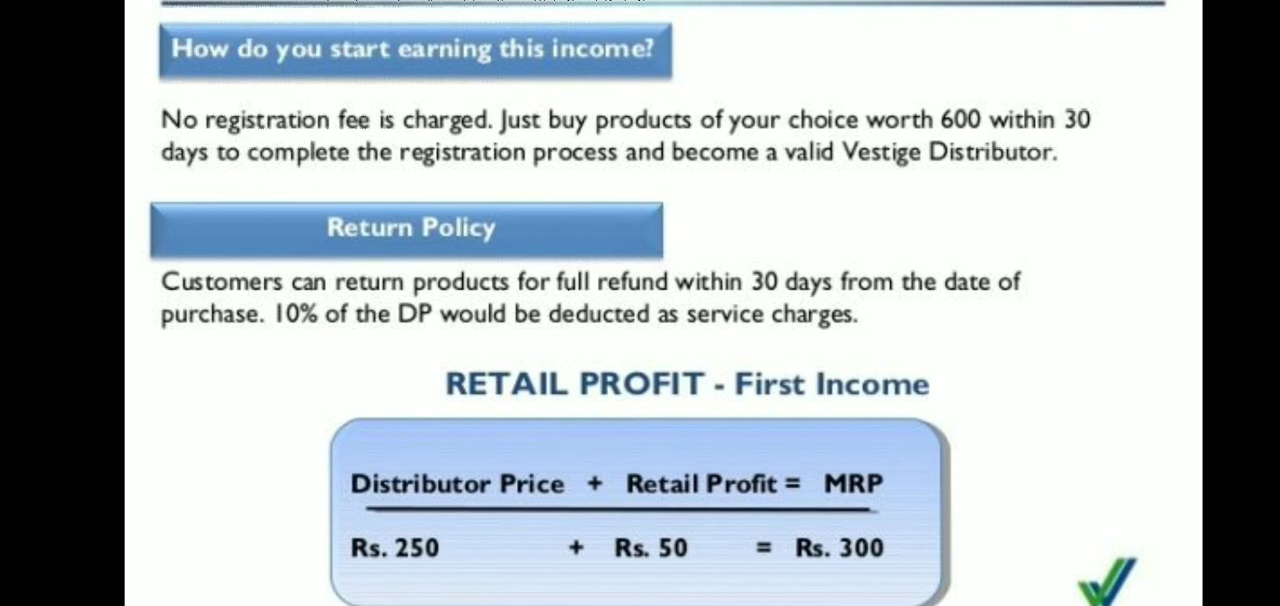 How do you start earning this income?
No registration fee is charged. Just buy products of your choice worth 600 within 30
days to complete the registration process and become a valid Vestige Distributor.
Return Policy
Customers can return products for full refund within 30 days from the date of
purchase. 10% of the DP would be deducted as service charges.
RETAIL PROFIT - First Income
Distributor Price + Retail Profit = MRP
Rs. 250 + Rs. 50 = Rs. 300